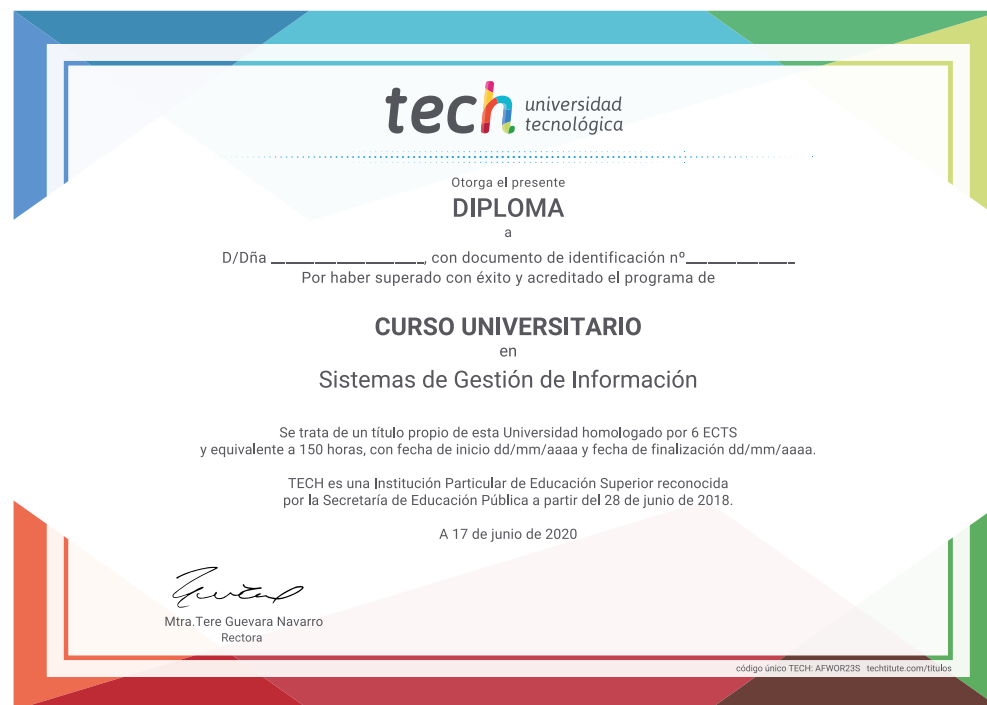 tech universidad
tecnológica
Otorga el presente
DIPLOMA
a
D/Dña ____________________, con documento de identificación nº______________
Por haber superado con éxito y acreditado el programa de
CURSO UNIVERSITARIO
en
Sistemas de Gestión de Información
Se trata de un título propio de esta Universidad homologado por 6 ECTS
y equivalente a 150 horas, con fecha de inicio dd/mm/aaaa y fecha de finalización dd/mm/aaaa.
TECH es una Institución Particular de Educación Superior reconocida
por la Secretaría de Educación Pública a partir del 28 de junio de 2018.
A 17 de junio de 2020
Mtra.Tere Guevara Navarro
Rectora
código único TECH: AFWOR23S techtitute.com/titulos